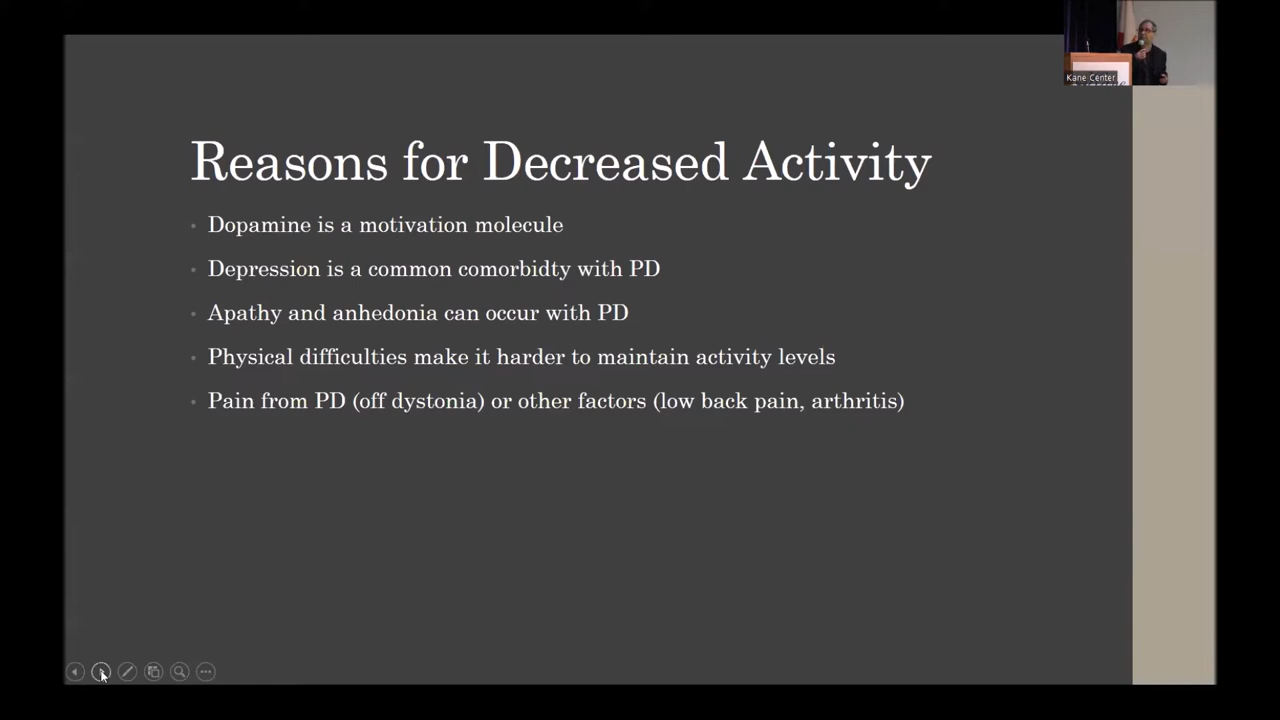 Kane Center
Reasons for Decreased Activity
Dopamine is a motivation molecule
Depression is a common comorbidty with PD
Apathy and anhedonia can occur with PD
Physical difficulties make it harder to maintain activity levels
Pain from PD (off dystonia) or other factors (low back pain, arthritis)